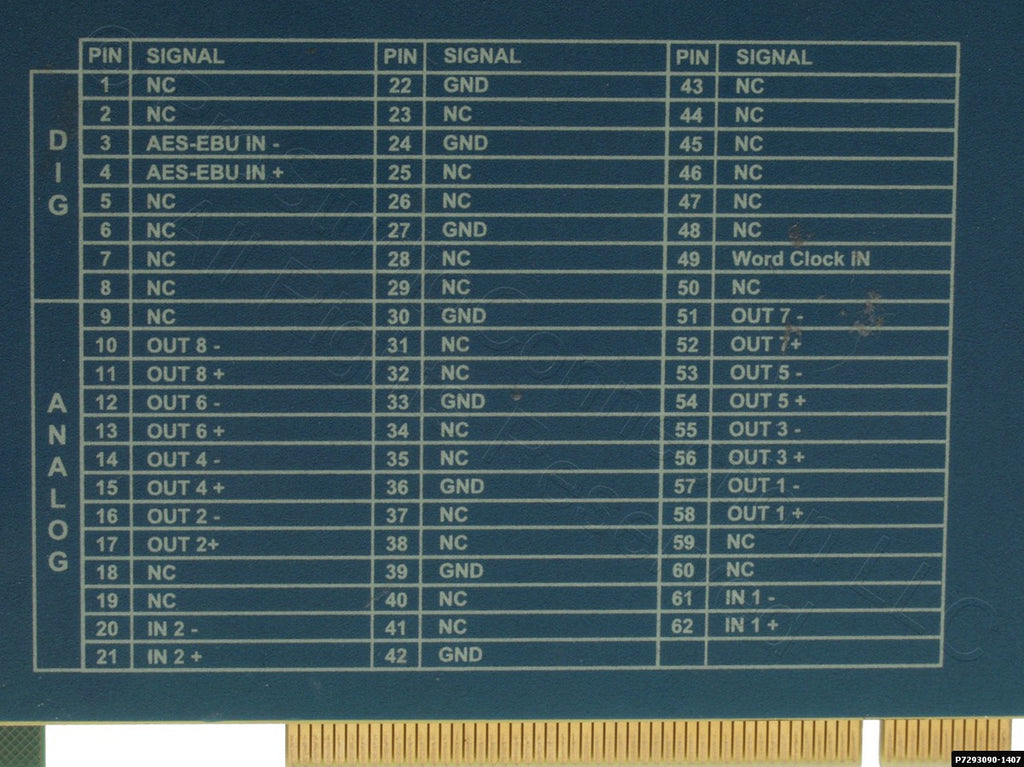 PIN SIGNAL PIN SIGNAL PIN SIGNAL
1 NC 22 GND 43 NC
2 NC 23 NC 44 NC
3 AES-EBU IN - 24 GND 45 NC
4 AES-EBU IN + 25 NC 46 NC
5 NC 26 NC 47 NC
6 NC 27 GND 48 NC
7 NC 28 NC 49 Word Clock IN
8 NC 29 NC 50 NC
DIG
9 NC 30 GND 51 OUT 7 -
10 OUT 8 - 31 NC 52 OUT 7+
11 OUT 8 + 32 NC 53 OUT 5 -
12 OUT 6 - 33 GND 54 OUT 5 +
13 OUT 6 + 34 NC 55 OUT 3 -
14 OUT 4 - 35 NC 56 OUT 3 +
15 OUT 4 + 36 GND 57 OUT 1 -
16 OUT 2 - 37 NC 58 OUT 1 +
17 OUT 2+ 38 NC 59 NC
18 NC 39 GND 60 NC
19 NC 40 NC 61 IN 1 -
20 IN 2 - 41 NC 62 IN 1 +
21 IN 2 + 42 GND
ANALOG
P7293090-1407